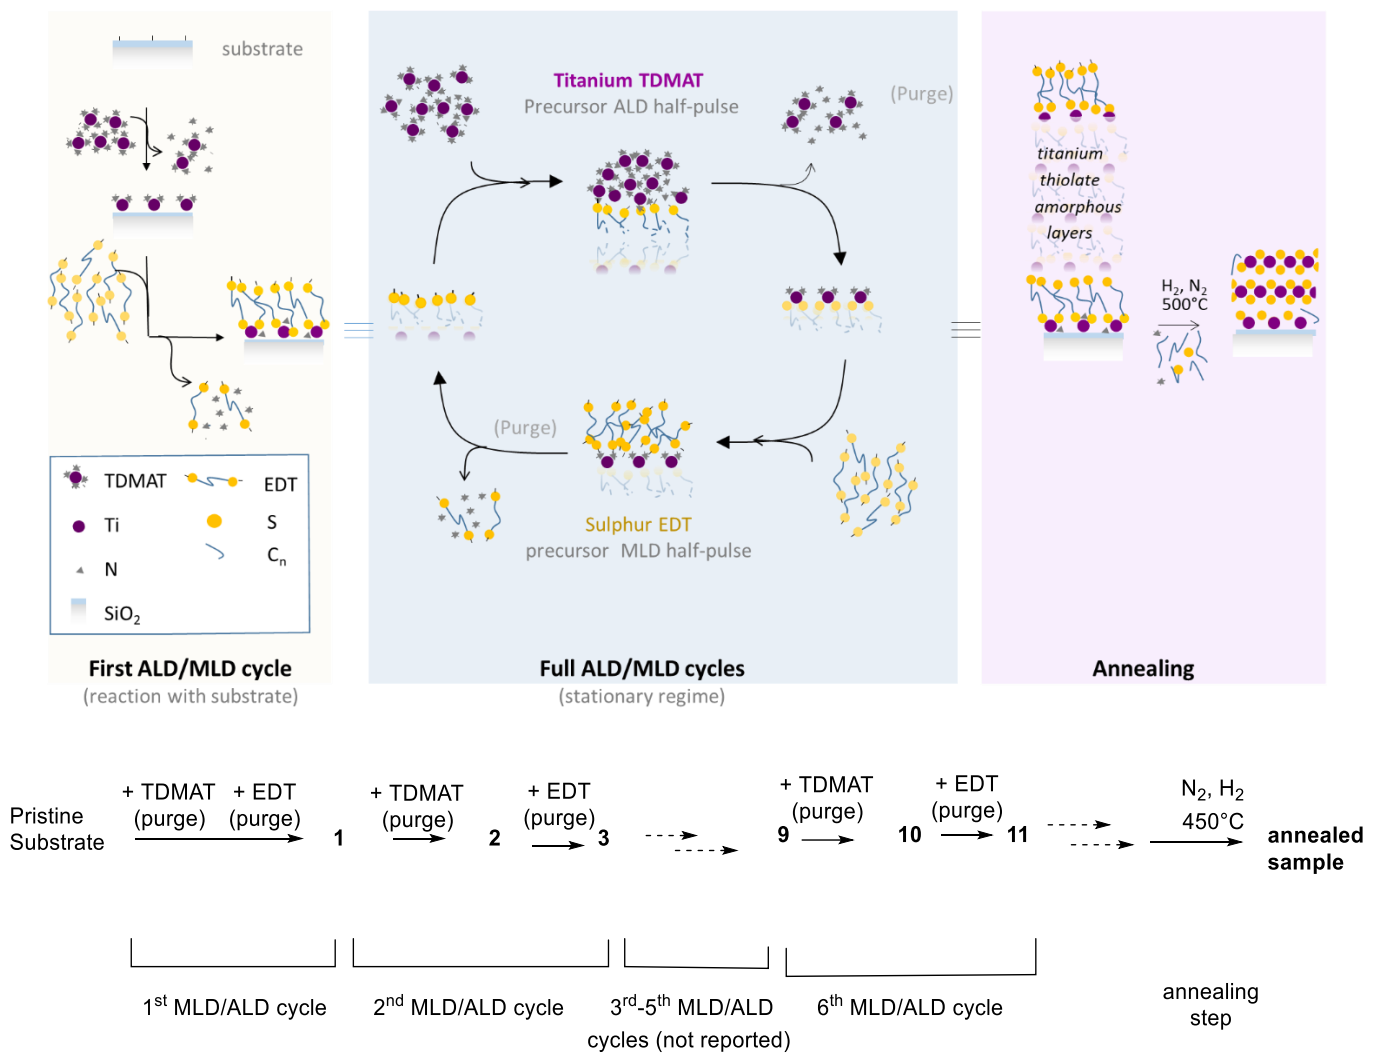 substrate
Titanium TDMAT
Precursor ALD half-pulse
(Purge)
titanium
thiolate
amorphous
layers
H2, N2
500°C
(Purge)
Sulphur EDT
precursor MLD half-pulse
TDMAT
EDT
Ti
S
N
Cn
SiO2
First ALD/MLD cycle
(reaction with substrate)
Full ALD/MLD cycles
(stationary regime)
Annealing
Pristine
Substrate
+ TDMAT
(purge)
+ EDT
(purge)
1
+ TDMAT
(purge)
2
+ EDT
(purge)
3
9
+ TDMAT
(purge)
10
+ EDT
(purge)
11
N2, H2
450°C
annealed
sample
1st MLD/ALD cycle
2nd MLD/ALD cycle
3rd-5th MLD/ALD
cycles (not reported)
6th MLD/ALD cycle
annealing
step